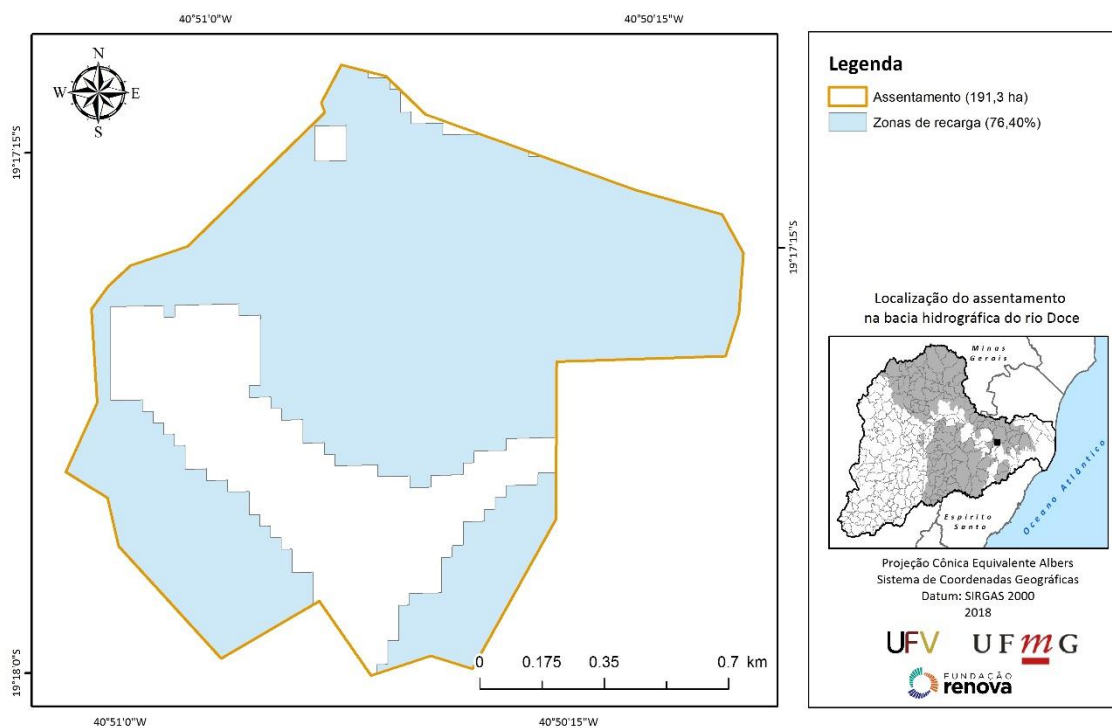 40°51'0"W
40°50'15"W
N
W
E
S
19°17'15"S
19°17'15"S
19°18'0"S
0
0.175
0.35
0.7 km
40°51'0"W
40°50'15"W
Legenda
Assentamento (191,3 ha)
Zonas de recarga (76,40%)
Localização do assentamento
na bacia hidrográfica do rio Doce
Minas
Gerais
Espírito
Santo
Oceano Atlântico
Projeção Cônica Equivalente Albers
Sistema de Coordenadas Geográficas
Datum: SIRGAS 2000
2018
UFV
UFmG
FUNDAÇÃO
renova